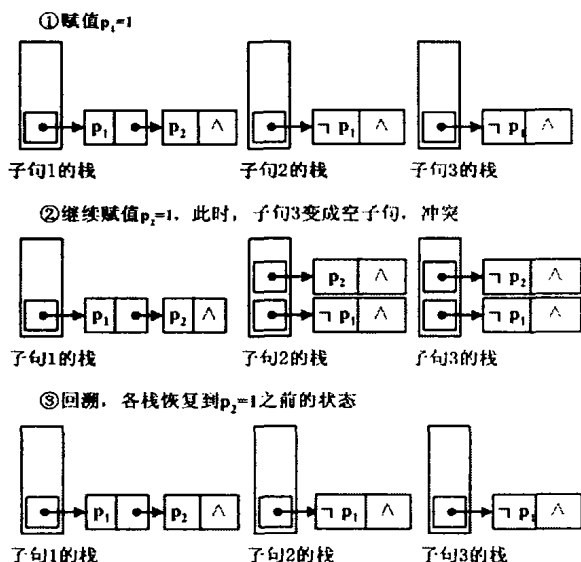 ①赋值p₁=1
p₁ p₂ ∧ ¬ p₁ ∧ ¬ p₁ ∧
子句1的栈 子句2的栈 子句3的栈
②继续赋值p₂=1，此时，子句3变成空子句，冲突
p₂ ∧ ¬ p₂ ∧
p₁ p₂ ∧ ¬ p₁ ∧ ¬ p₁ ∧
子句1的栈 子句2的栈 子句3的栈
③回溯，各栈恢复到p₂=1之前的状态
p₁ p₂ ∧ ¬ p₁ ∧ ¬ p₁ ∧
子句1的栈 子句2的栈 子句3的栈